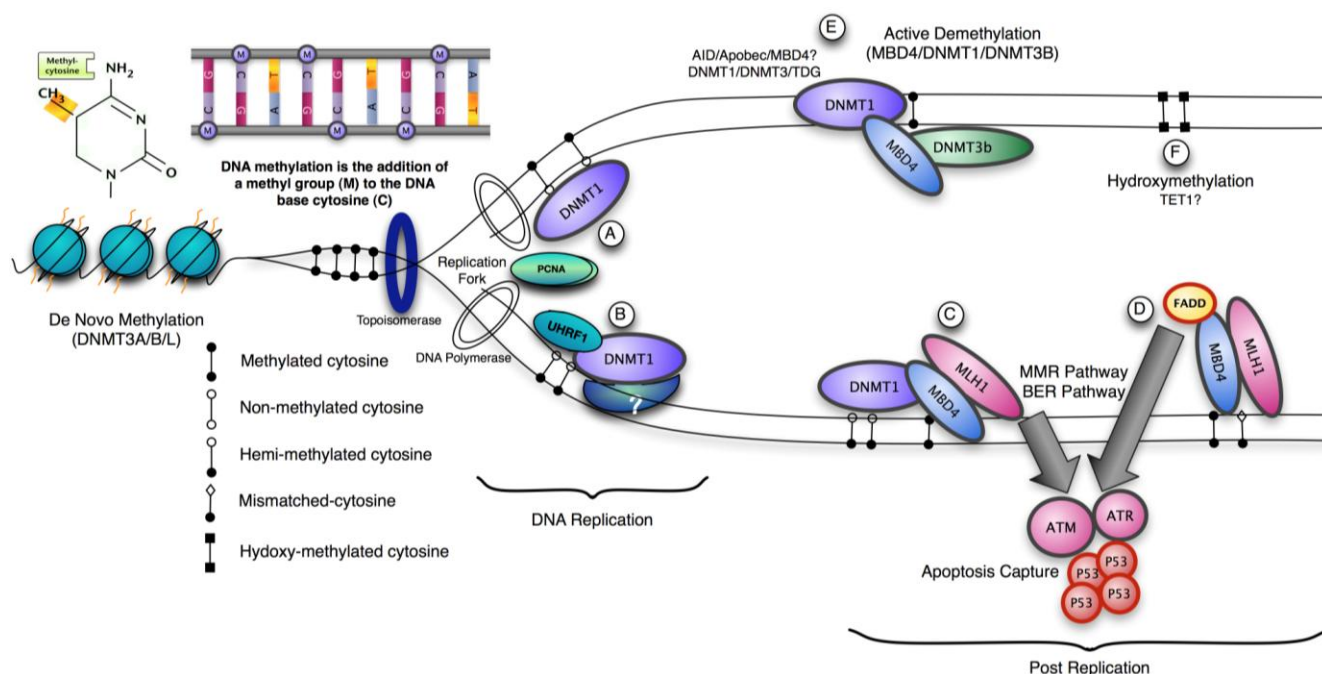 Methyl-
cytosine
NH₂
CH₃
N
N
O
M
M
M
G
C
T
C
G
T
C
A
C
G
A
G
C
A
G
T
M
M
M
DNA methylation is the addition of
a methyl group (M) to the DNA
base cytosine (C)
De Novo Methylation
(DNMT3A/B/L)
Topoisomerase
Replication
Fork
DNA Polymerase
DNMT1
A
PCNA
UHRF1
B
DNMT1
?
DNA Replication
Methylated cytosine
Non-methylated cytosine
Hemi-methylated cytosine
Mismatched-cytosine
Hydoxy-methylated cytosine
E
AID/Apobec/MBD4?
DNMT1/DNMT3/TDG
Active Demethylation
(MBD4/DNMT1/DNMT3B)
DNMT1
MBD4
DNMT3b
F
Hydroxymethylation
TET1?
C
DNMT1
MBD4
MLH1
MMR Pathway
BER Pathway
D
FADD
MBD4
MLH1
ATM
ATR
Apoptosis Capture
P53
P53
P53
P53
Post Replication